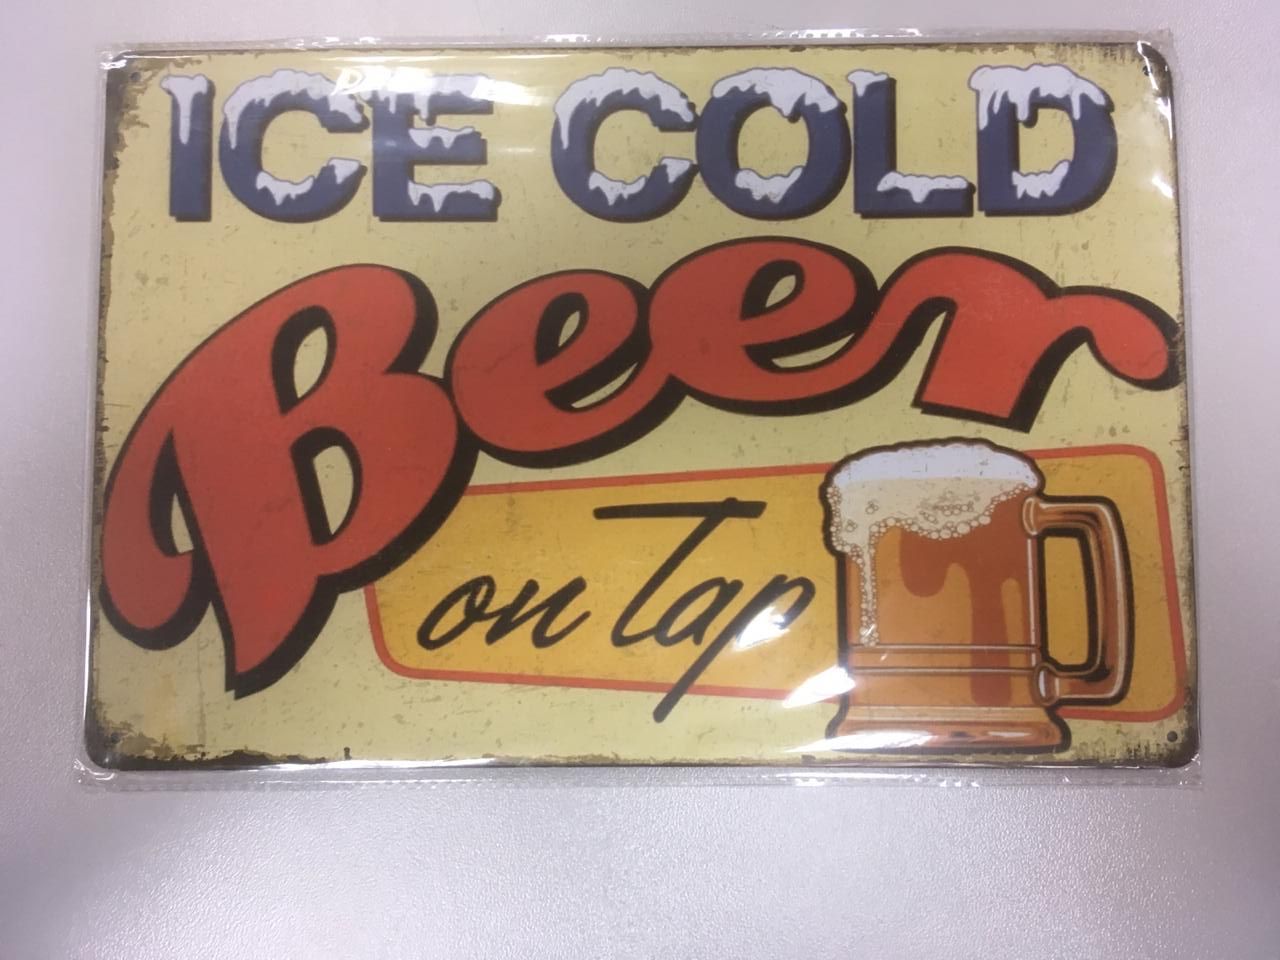 ICE COLD
Beer
on Tap